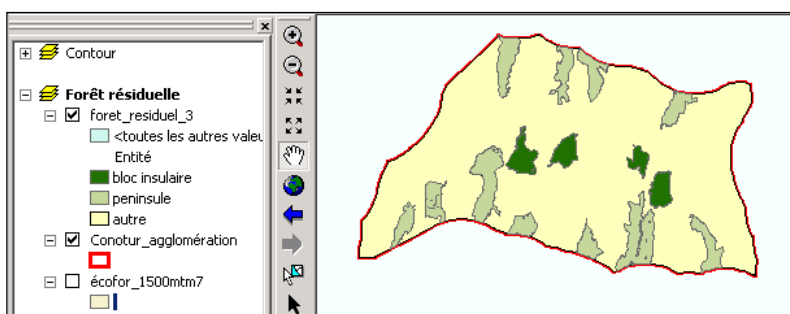 Contour
Forêt résiduelle
foret_residuel_3
<toutes les autres valeu
Entité
bloc insulaire
peninsule
autre
Conotur_agglomération
écofor_1500mtm7